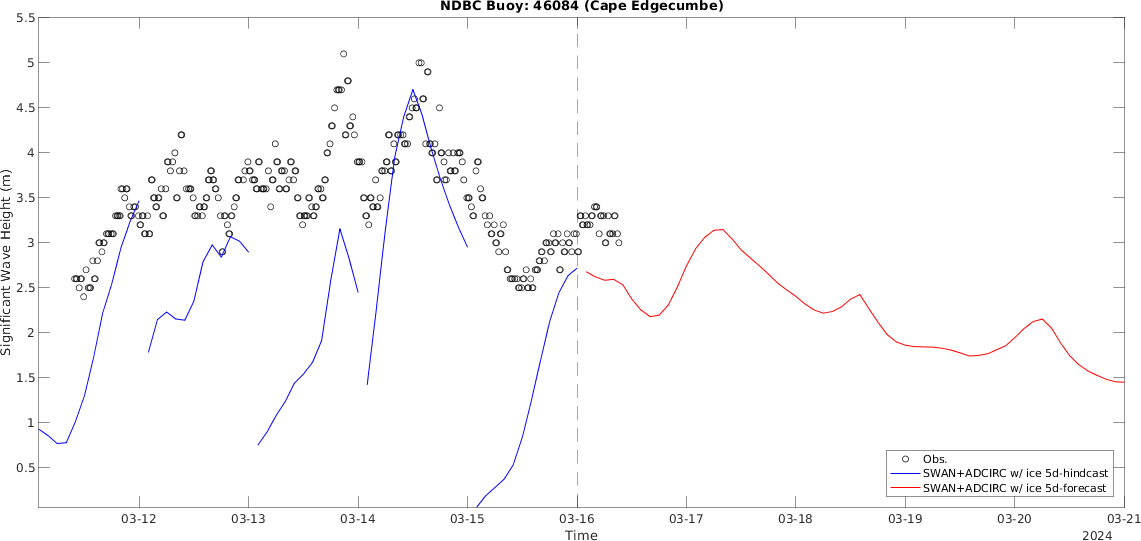 NDBC Buoy: 46084 (Cape Edgecumbe)
5.5
5
4.5
4
3.5
3
2.5
2
1.5
1
0.5
Significant Wave Height (m)
Obs.
SWAN+ADCIRC w/ ice 5d-hindcast
SWAN+ADCIRC w/ ice 5d-forecast
03-12 03-13 03-14 03-15 03-16 03-17 03-18 03-19 03-20 03-21
Time
2024